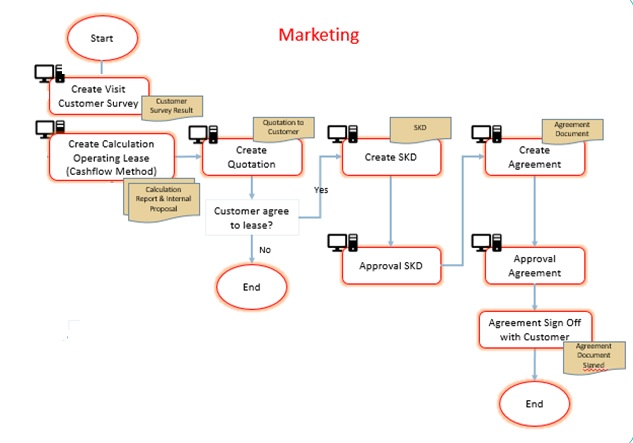 Marketing
Start
Create Visit
Customer Survey
Customer
Survey Result
Create Calculation
Operating Lease
(Cashflow Method)
Calculation
Report & Internal
Proposal
Quotation to
Customer
Create
Quotation
Customer agree
to lease?
Yes
No
End
SKD
Create SKD
Approval SKD
Agreement
Document
Create
Agreement
Approval
Agreement
Agreement Sign Off
with Customer
Agreement
Document
Signed
End